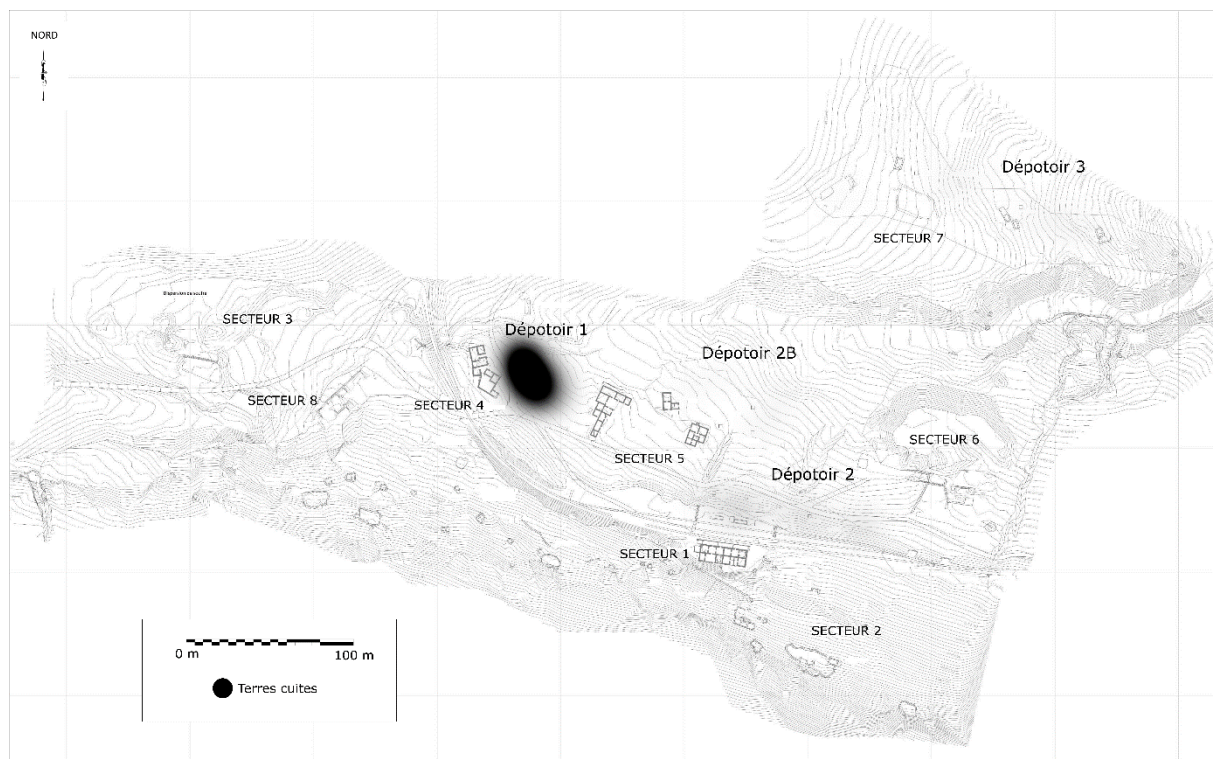 NORD
Dépotoir 3
SECTEUR 7
SECTEUR 3
Dépotoir 1
Dépotoir 2B
SECTEUR 8
SECTEUR 4
SECTEUR 6
SECTEUR 5
Dépotoir 2
SECTEUR 1
SECTEUR 2
0 m 100 m
Terres cuites